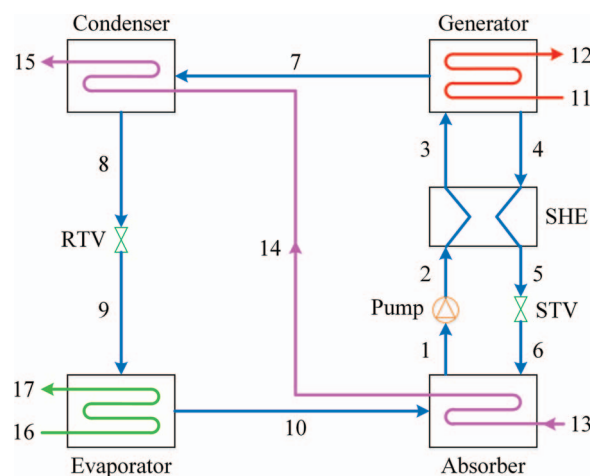 Condenser
Generator
15
7
12
11
8
3
4
RTV
SHE
14
2
5
9
Pump
STV
1
6
17
16
10
13
Evaporator
Absorber